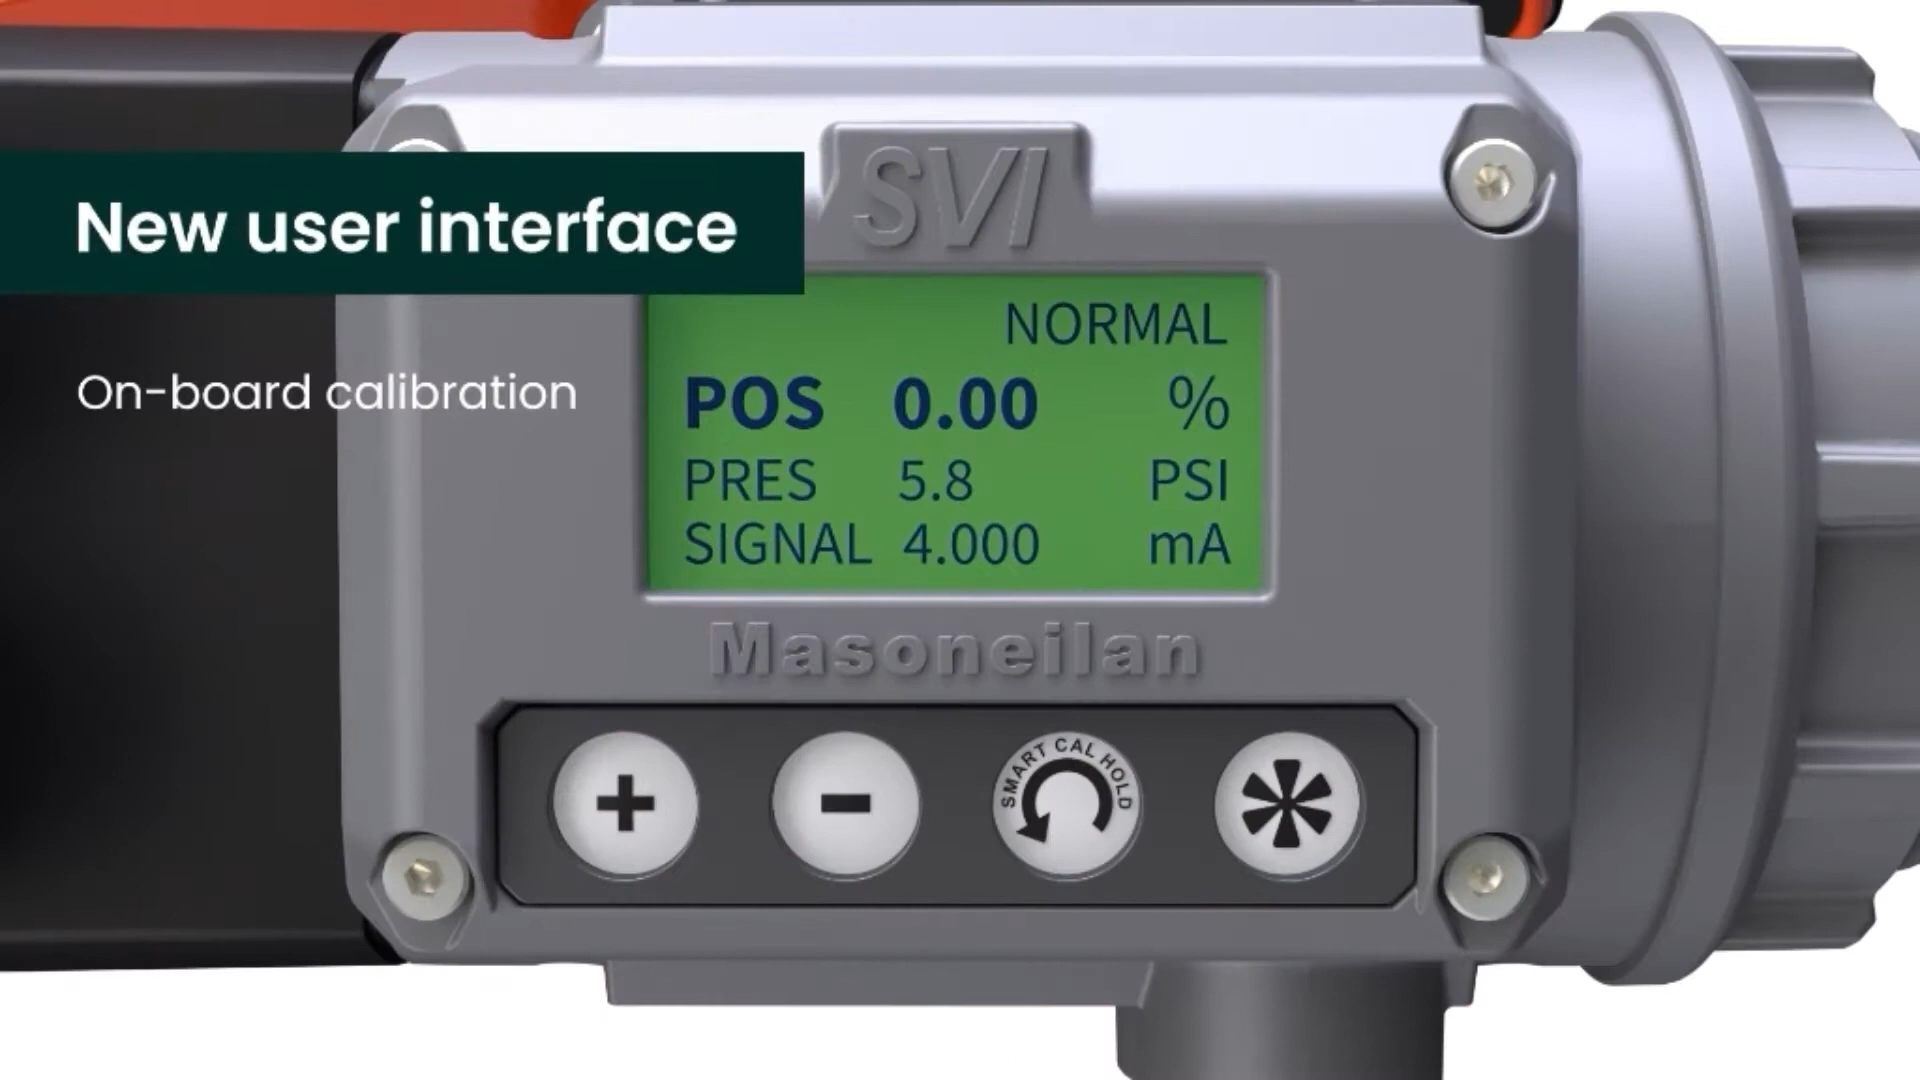 SVI
New user interface
On-board calibration
NORMAL
POS 0.00 %
PRES 5.8 PSI
SIGNAL 4.000 mA
Masoneilan
+ - SMART CAL HOLD *